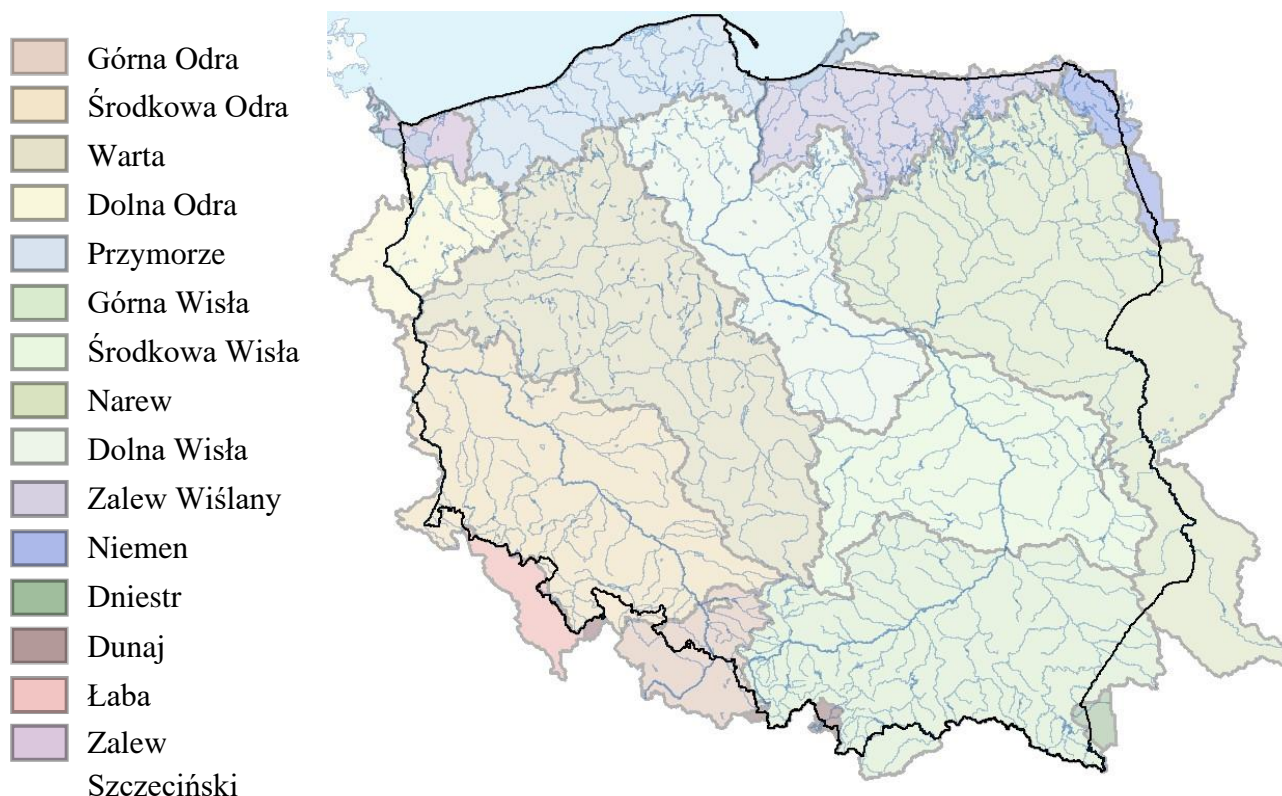 Górna Odra
Środkowa Odra
Warta
Dolna Odra
Przymorze
Górna Wisła
Środkowa Wisła
Narew
Dolna Wisła
Zalew Wiślany
Niemen
Dniestr
Dunaj
Łaba
Zalew
Szczeciński